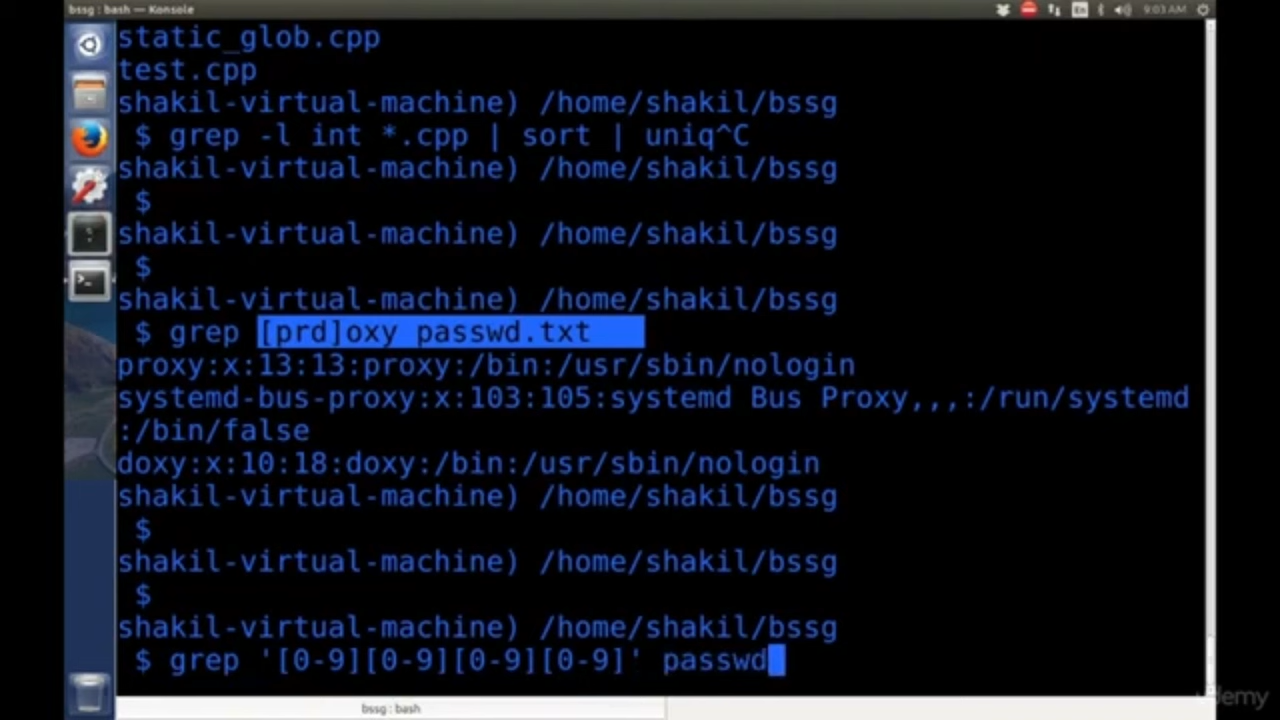 bssg : bash — Konsole
En
9:03 AM
static_glob.cpp
test.cpp
shakil-virtual-machine) /home/shakil/bssg
$ grep -l int *.cpp | sort | uniq^C
shakil-virtual-machine) /home/shakil/bssg
$
shakil-virtual-machine) /home/shakil/bssg
$
shakil-virtual-machine) /home/shakil/bssg
$ grep [prd]oxy passwd.txt
proxy:x:13:13:proxy:/bin:/usr/sbin/nologin
systemd-bus-proxy:x:103:105:systemd Bus Proxy,,,:/run/systemd
:/bin/false
doxy:x:10:18:doxy:/bin:/usr/sbin/nologin
shakil-virtual-machine) /home/shakil/bssg
$
shakil-virtual-machine) /home/shakil/bssg
$
shakil-virtual-machine) /home/shakil/bssg
$ grep '[0-9][0-9][0-9][0-9]' passwd
bssg : bash
udemy